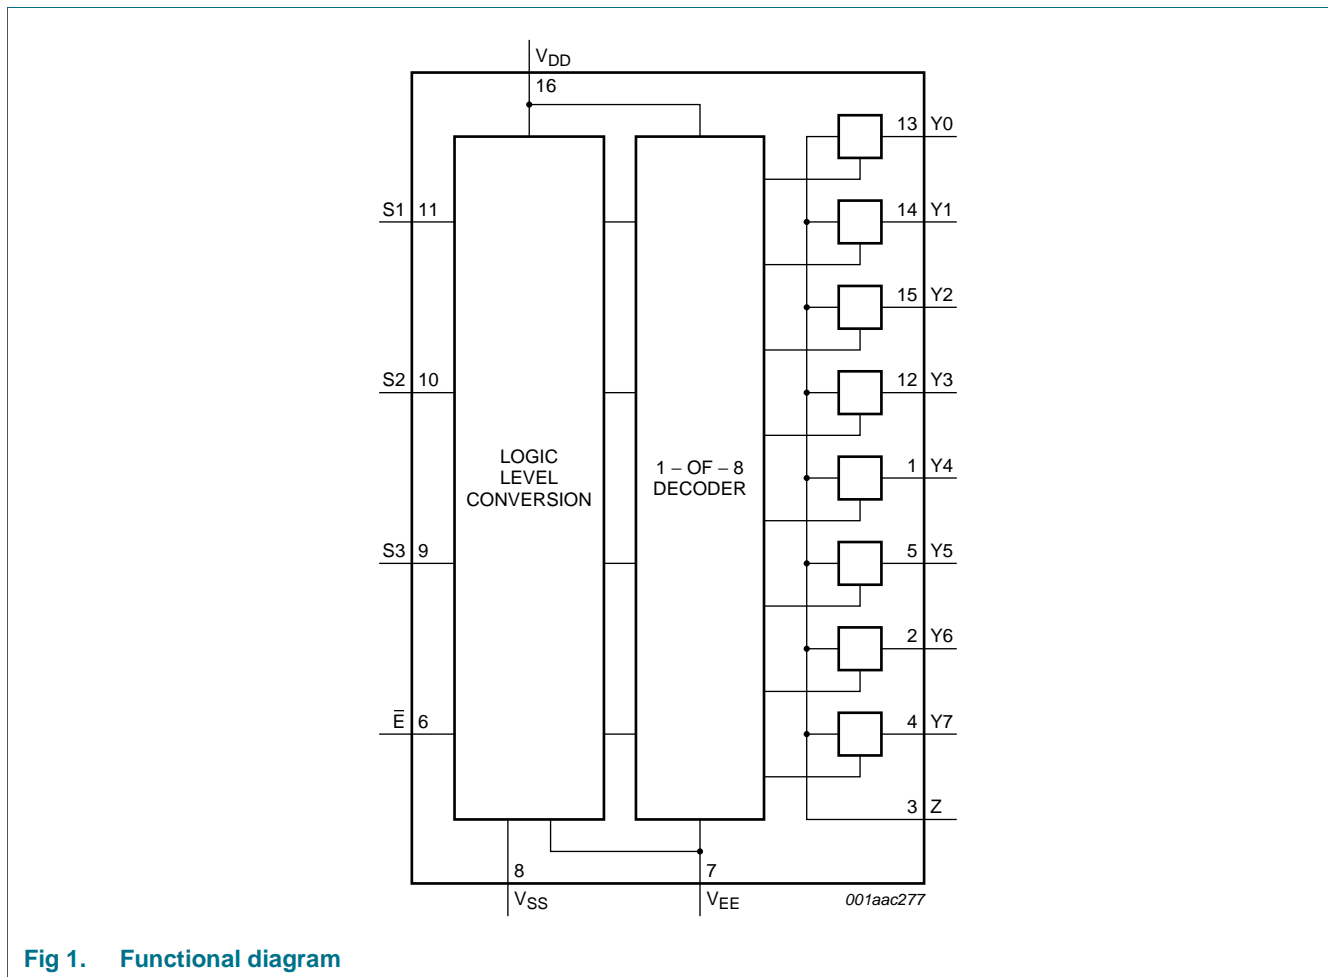 VDD
16
13 Y0
S1 11
14 Y1
15 Y2
S2 10
12 Y3
LOGIC
LEVEL
CONVERSION
1 – OF – 8
DECODER
1 Y4
S3 9
5 Y5
2 Y6
E̅ 6
4 Y7
3 Z
8
7
VSS
VEE
001aac277
Fig 1. Functional diagram